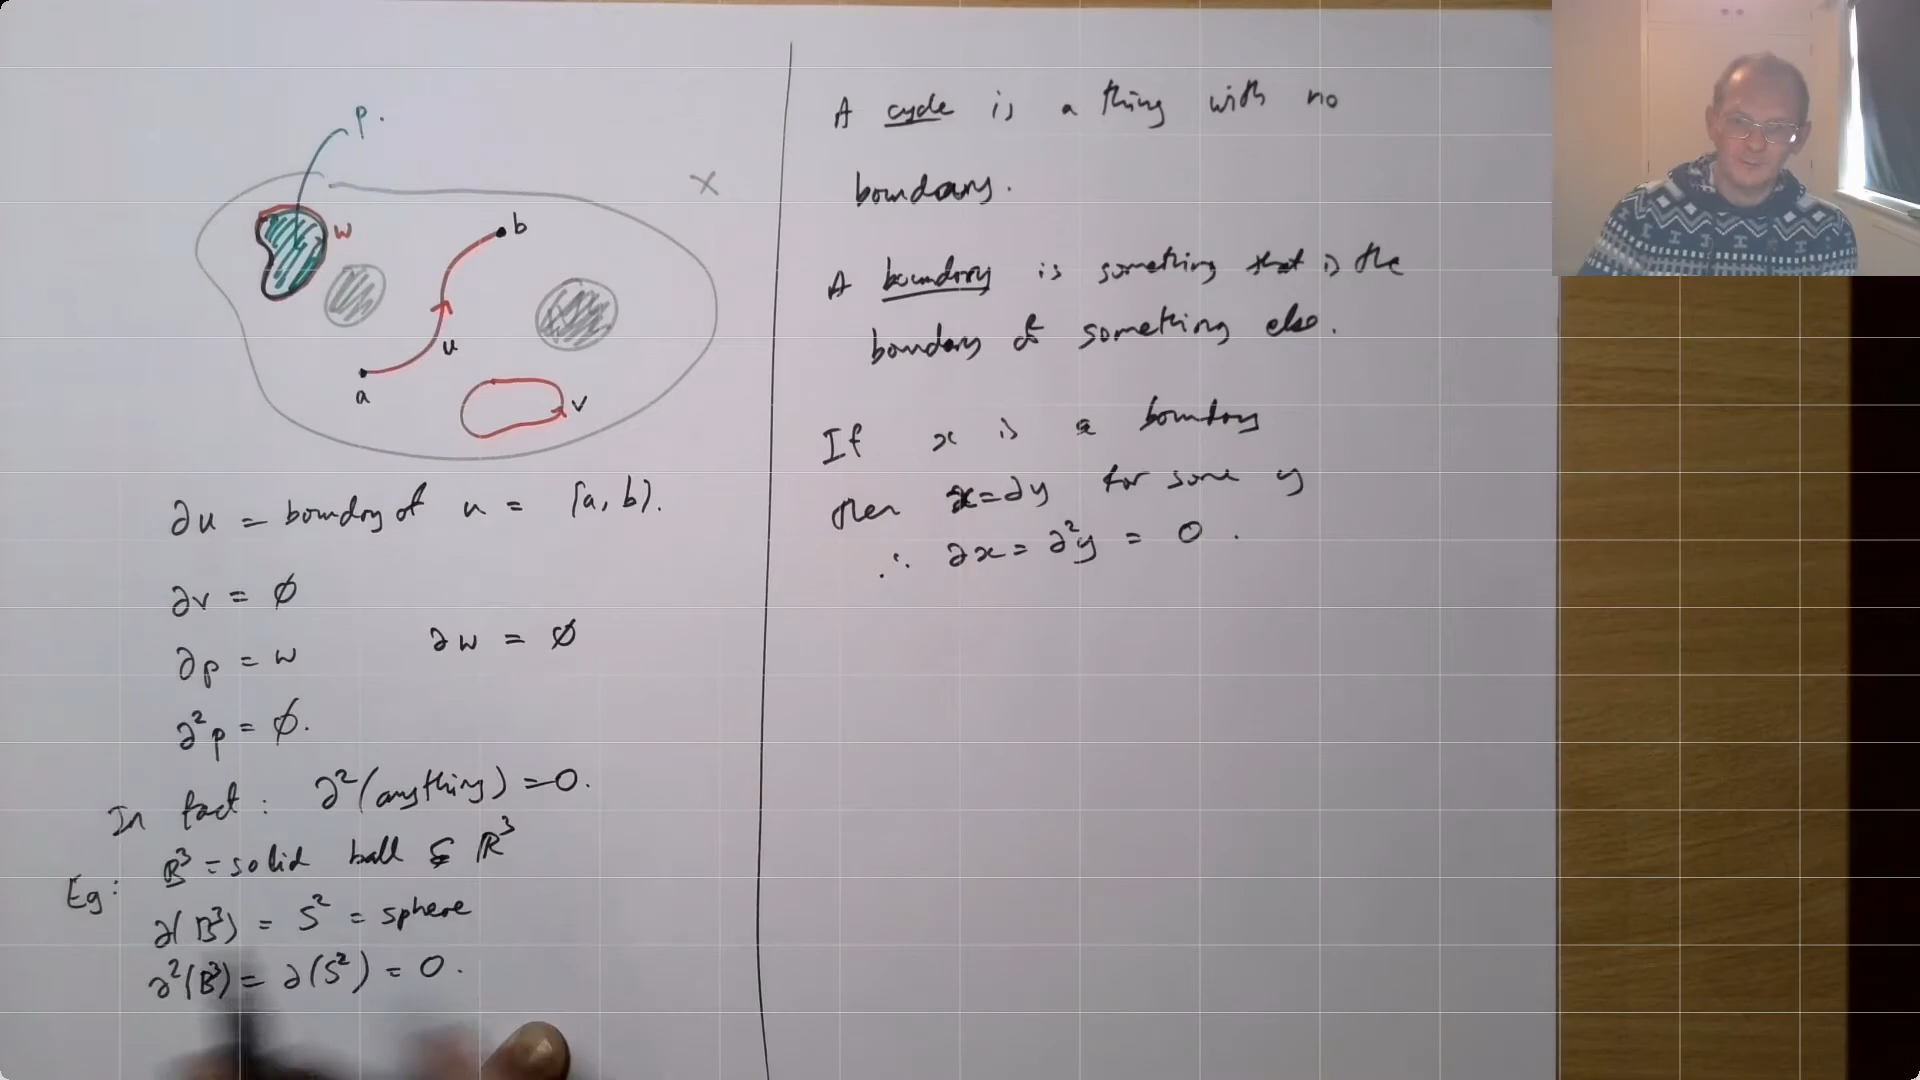 p.
X
w
b
u
a
v
∂u = boundary of u = {a, b}.
∂v = ∅
∂p = w
∂w = ∅
∂²p = ∅.
In fact: ∂²(anything) = 0.
Eg: B³ = solid ball ⊆ ℝ³
∂(B³) = S² = sphere
∂²(B³) = ∂(S²) = 0.
A cycle is a thing with no
boundary.
A boundary is something that is the
boundary of something else.
If x is a boundary
then x = ∂y for some y
∴ ∂x = ∂²y = 0.